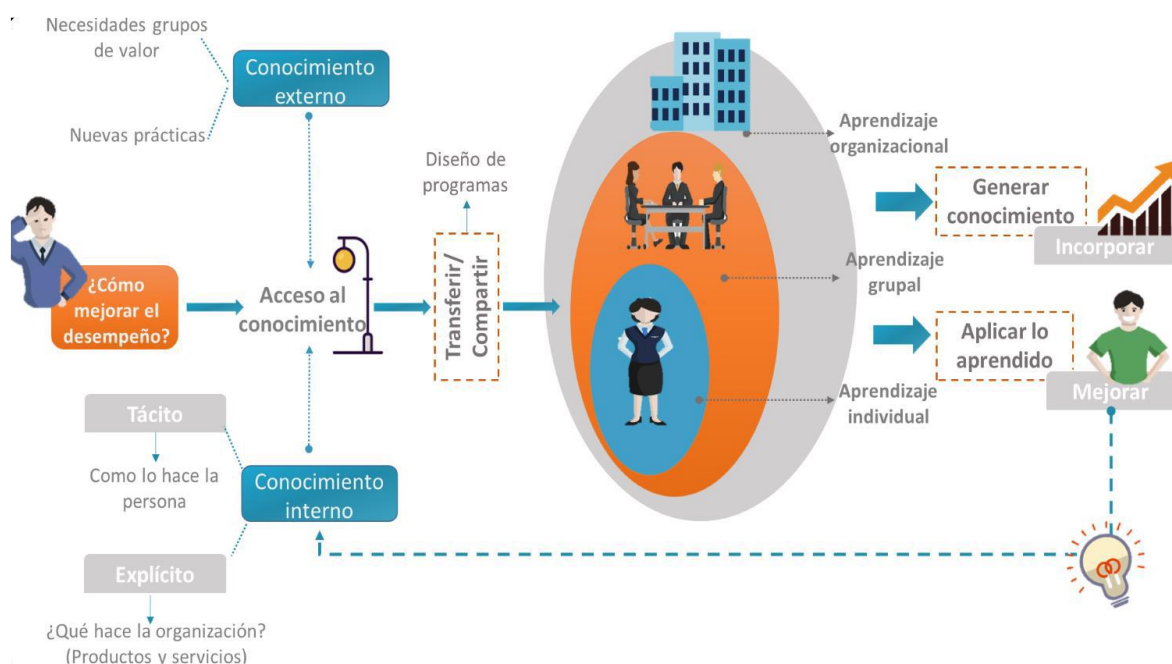 Necesidades grupos
de valor
Conocimiento
externo
Nuevas prácticas
¿Cómo
mejorar el
desempeño?
Acceso al
conocimiento
Diseño de
programas
Transferir/
Compartir
Aprendizaje
organizacional
Aprendizaje
grupal
Aprendizaje
individual
Generar
conocimiento
Incorporar
Aplicar lo
aprendido
Mejorar
Tácito
Como lo hace la
persona
Conocimiento
interno
Explícito
¿Qué hace la organización?
(Productos y servicios)